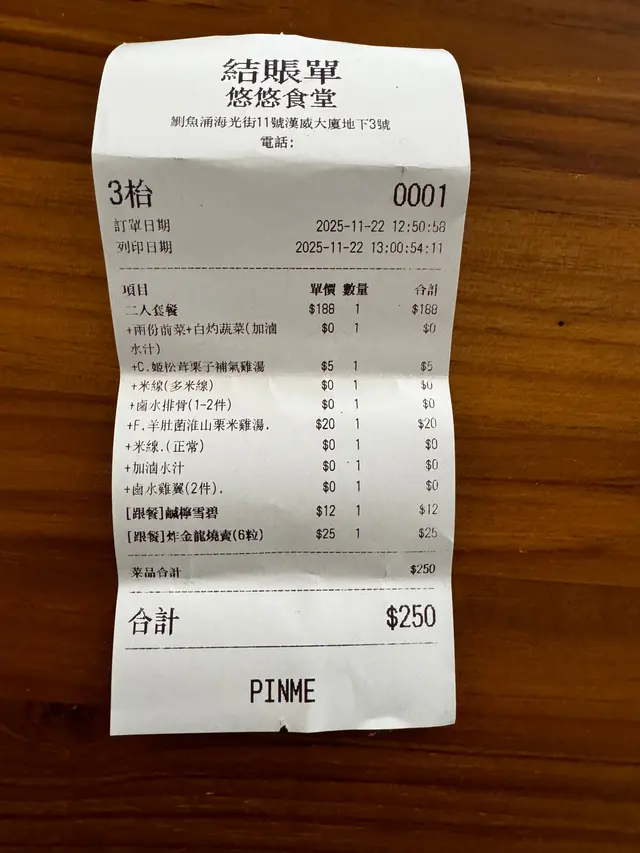 結賬單
悠悠食堂
鰂魚涌海光街11號漢威大廈地下3號
電話:
3枱 0001
訂單日期 2025-11-22 12:50:58
列印日期 2025-11-22 13:00:54:11
項目 單價 數量 合計
二人套餐 $188 1 $188
+兩份前菜+白灼蔬菜(加滷 $0 1 $0
水汁)
+C.姬松茸栗子補氣雞湯 $5 1 $5
+米線(多米線) $0 1 $0
+鹵水排骨(1-2件) $0 1 $0
+F.羊肚菌淮山粟米雞湯. $20 1 $20
+米線.(正常) $0 1 $0
+加滷水汁 $0 1 $0
+鹵水雞翼(2件). $0 1 $0
[跟餐]鹹檸雪碧 $12 1 $12
[跟餐]炸金龍燒賣(6粒) $25 1 $25
菜品合計 $250
合計 $250
PINME